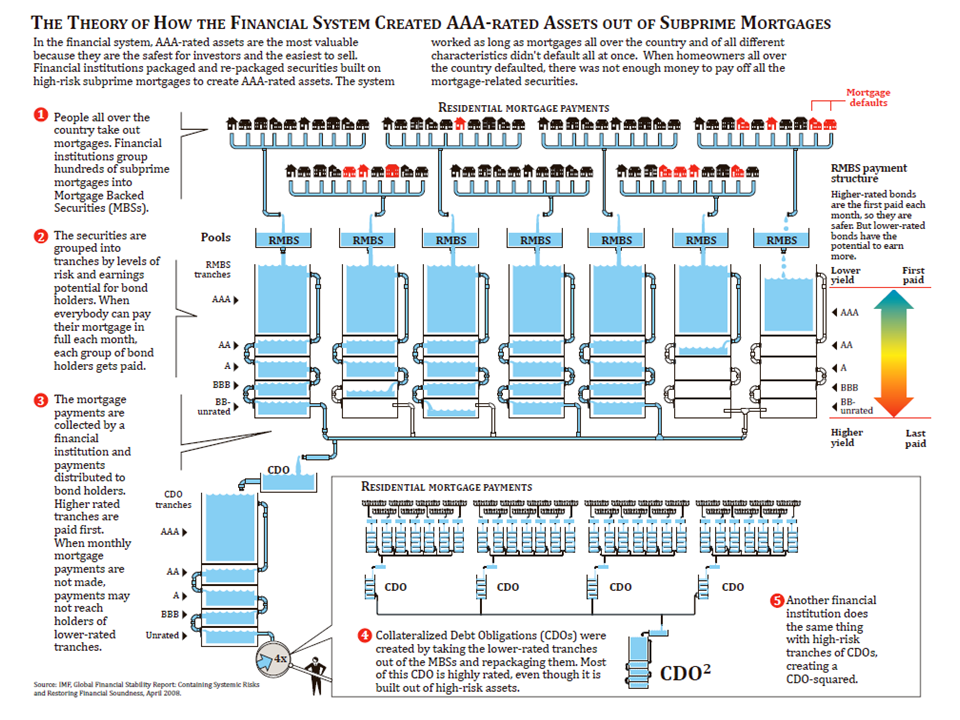 THE THEORY OF HOW THE FINANCIAL SYSTEM CREATED AAA-RATED ASSETS OUT OF SUBPRIME MORTGAGES
In the financial system, AAA-rated assets are the most valuable
because they are the safest for investors and the easiest to sell.
Financial institutions packaged and re-packaged securities built on
high-risk subprime mortgages to create AAA-rated assets. The system
worked as long as mortgages all over the country and of all different
characteristics didn't default all at once. When homeowners all over
the country defaulted, there was not enough money to pay off all the
mortgage-related securities.
RESIDENTIAL MORTGAGE PAYMENTS
Mortgage
defaults
1 People all over the
country take out
mortgages. Financial
institutions group
hundreds of subprime
mortgages into
Mortgage Backed
Securities (MBSs).
2 The securities are
grouped into
tranches by levels of
risk and earnings
potential for bond
holders. When
everybody can pay
their mortgage in
full each month,
each group of bond
holders gets paid.
3 The mortgage
payments are
collected by a
financial
institution and
payments
distributed to
bond holders.
Higher rated
tranches are
paid first.
When monthly
mortgage
payments are
not made,
payments may
not reach
holders of
lower-rated
tranches.
Pools
RMBS RMBS RMBS RMBS RMBS RMBS RMBS
RMBS
tranches
AAA
AA
A
BBB
BB-
unrated
RMBS payment
structure
Higher-rated bonds
are the first paid each
month, so they are
safer. But lower-rated
bonds have the
potential to earn
more.
Lower First
yield paid
AAA
AA
A
BBB
BB-
unrated
Higher Last
yield paid
CDO
CDO
tranches
AAA
AA
A
BBB
Unrated
4x
RESIDENTIAL MORTGAGE PAYMENTS
CDO CDO CDO CDO
4 Collateralized Debt Obligations (CDOs) were
created by taking the lower-rated tranches
out of the MBSs and repackaging them. Most
of this CDO is highly rated, even though it is
built out of high-risk assets.
CDO²
5 Another financial
institution does
the same thing
with high-risk
tranches of CDOs,
creating a
CDO-squared.
Source: IMF, Global Financial Stability Report: Containing Systemic Risks
and Restoring Financial Soundness, April 2008.